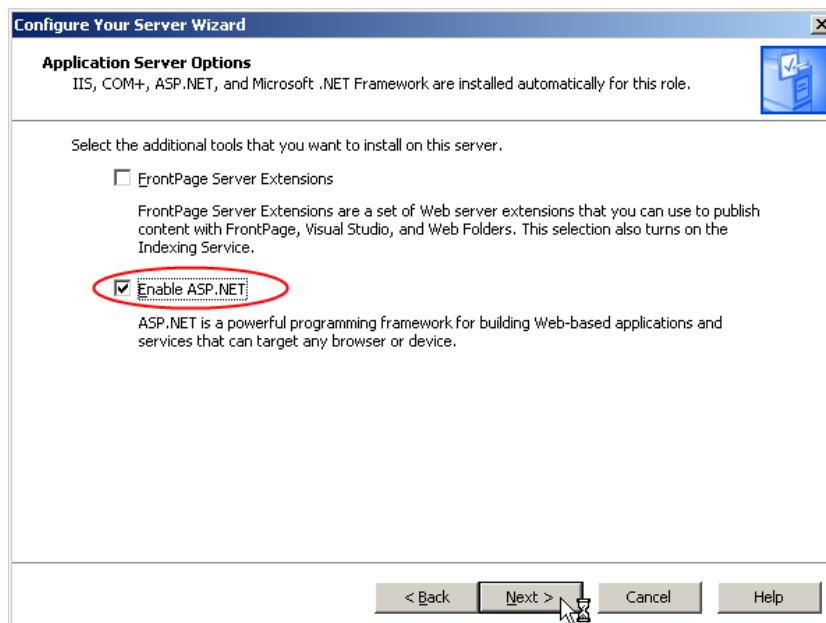 Configure Your Server Wizard
Application Server Options
IIS, COM+, ASP.NET, and Microsoft .NET Framework are installed automatically for this role.
Select the additional tools that you want to install on this server.
FrontPage Server Extensions
FrontPage Server Extensions are a set of Web server extensions that you can use to publish
content with FrontPage, Visual Studio, and Web Folders. This selection also turns on the
Indexing Service.
Enable ASP.NET
ASP.NET is a powerful programming framework for building Web-based applications and
services that can target any browser or device.
< Back Next > Cancel Help